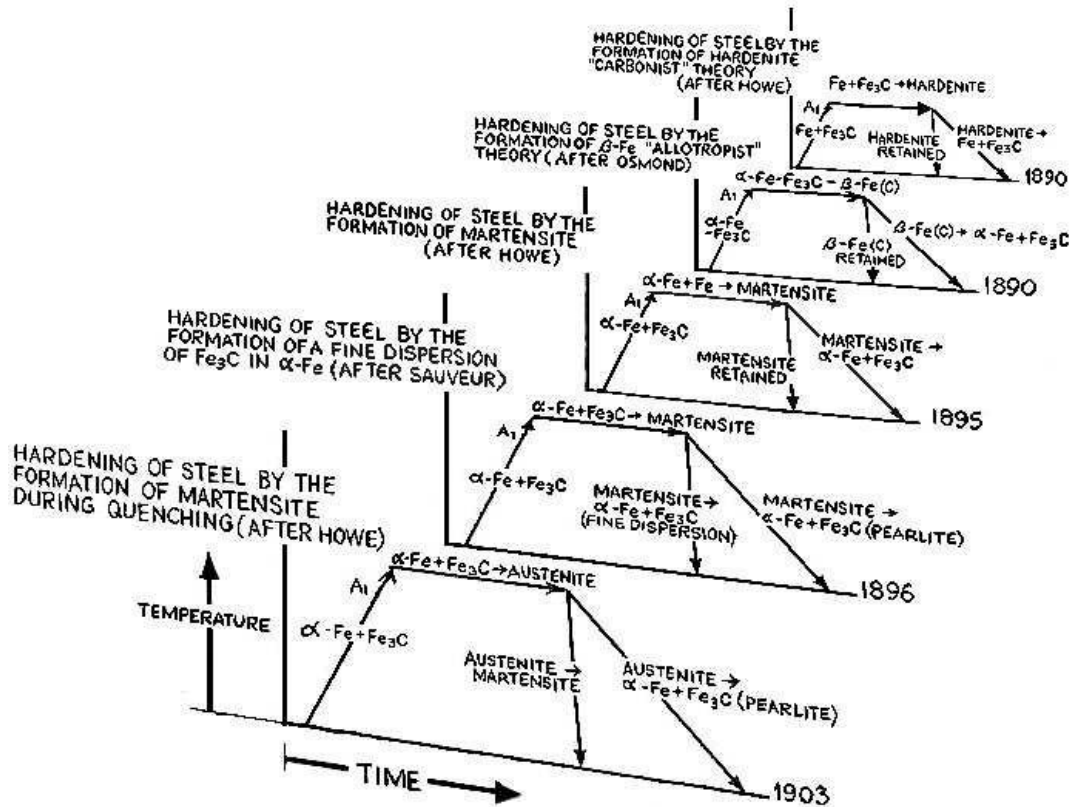 HARDENING OF STEEL BY THE
FORMATION OF HARDENITE
"CARBONIST" THEORY
(AFTER HOWE)
Fe+Fe₃C→HARDENITE
A₁
Fe+Fe₃C
HARDENITE
RETAINED
HARDENITE→
Fe+Fe₃C
1890
HARDENING OF STEEL BY THE
FORMATION OF β-Fe "ALLOTROPIST"
THEORY (AFTER OSMOND)
α-Fe-Fe₃C-β-Fe(C)
A₁
α-Fe
-Fe₃C
β-Fe(C)
RETAINED
β-Fe(C)→α-Fe+Fe₃C
1890
HARDENING OF STEEL BY THE
FORMATION OF MARTENSITE
(AFTER HOWE)
α-Fe+Fe→MARTENSITE
A₁
α-Fe+Fe₃C
MARTENSITE
RETAINED
MARTENSITE→
α-Fe+Fe₃C
1895
HARDENING OF STEEL BY THE
FORMATION OF A FINE DISPERSION
OF Fe₃C IN α-Fe (AFTER SAUVEUR)
α-Fe+Fe₃C→MARTENSITE
A₁
α-Fe+Fe₃C
MARTENSITE→
α-Fe+Fe₃C
(FINE DISPERSION)
MARTENSITE→
α-Fe+Fe₃C (PEARLITE)
1896
HARDENING OF STEEL BY THE
FORMATION OF MARTENSITE
DURING QUENCHING (AFTER HOWE)
α-Fe+Fe₃C→AUSTENITE
A₁
α-Fe+Fe₃C
TEMPERATURE
AUSTENITE→
MARTENSITE
AUSTENITE→
α-Fe+Fe₃C (PEARLITE)
TIME
1903